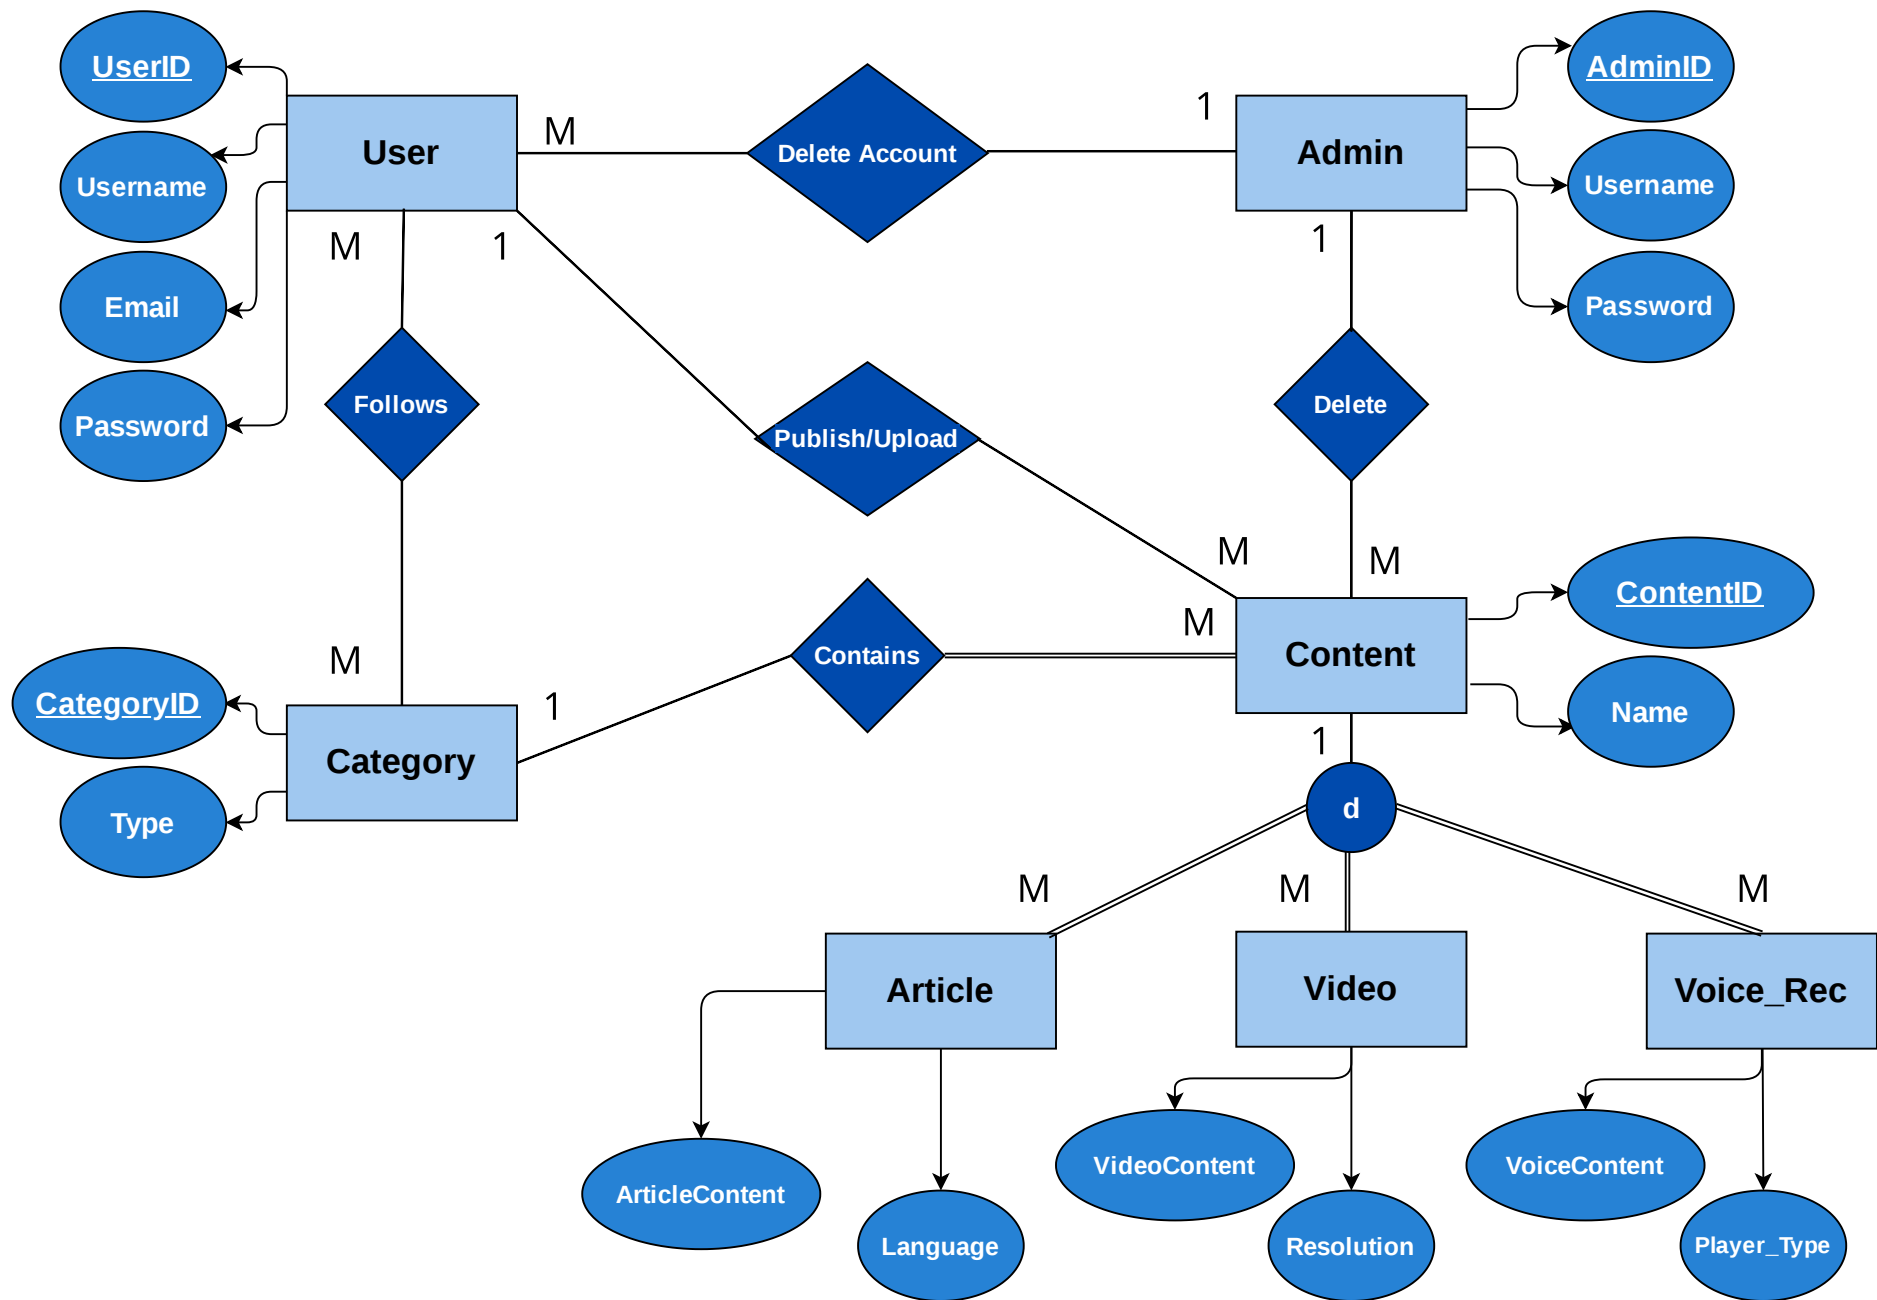 UserID
AdminID
User
M
Delete Account
1
Admin
Username
Username
M
1
1
Email
Password
Follows
Delete
Password
Publish/Upload
M
M
ContentID
M
Contains
Content
M
CategoryID
1
Name
Category
1
Type
d
M
M
M
Article
Video
Voice_Rec
ArticleContent
VideoContent
VoiceContent
Language
Resolution
Player_Type